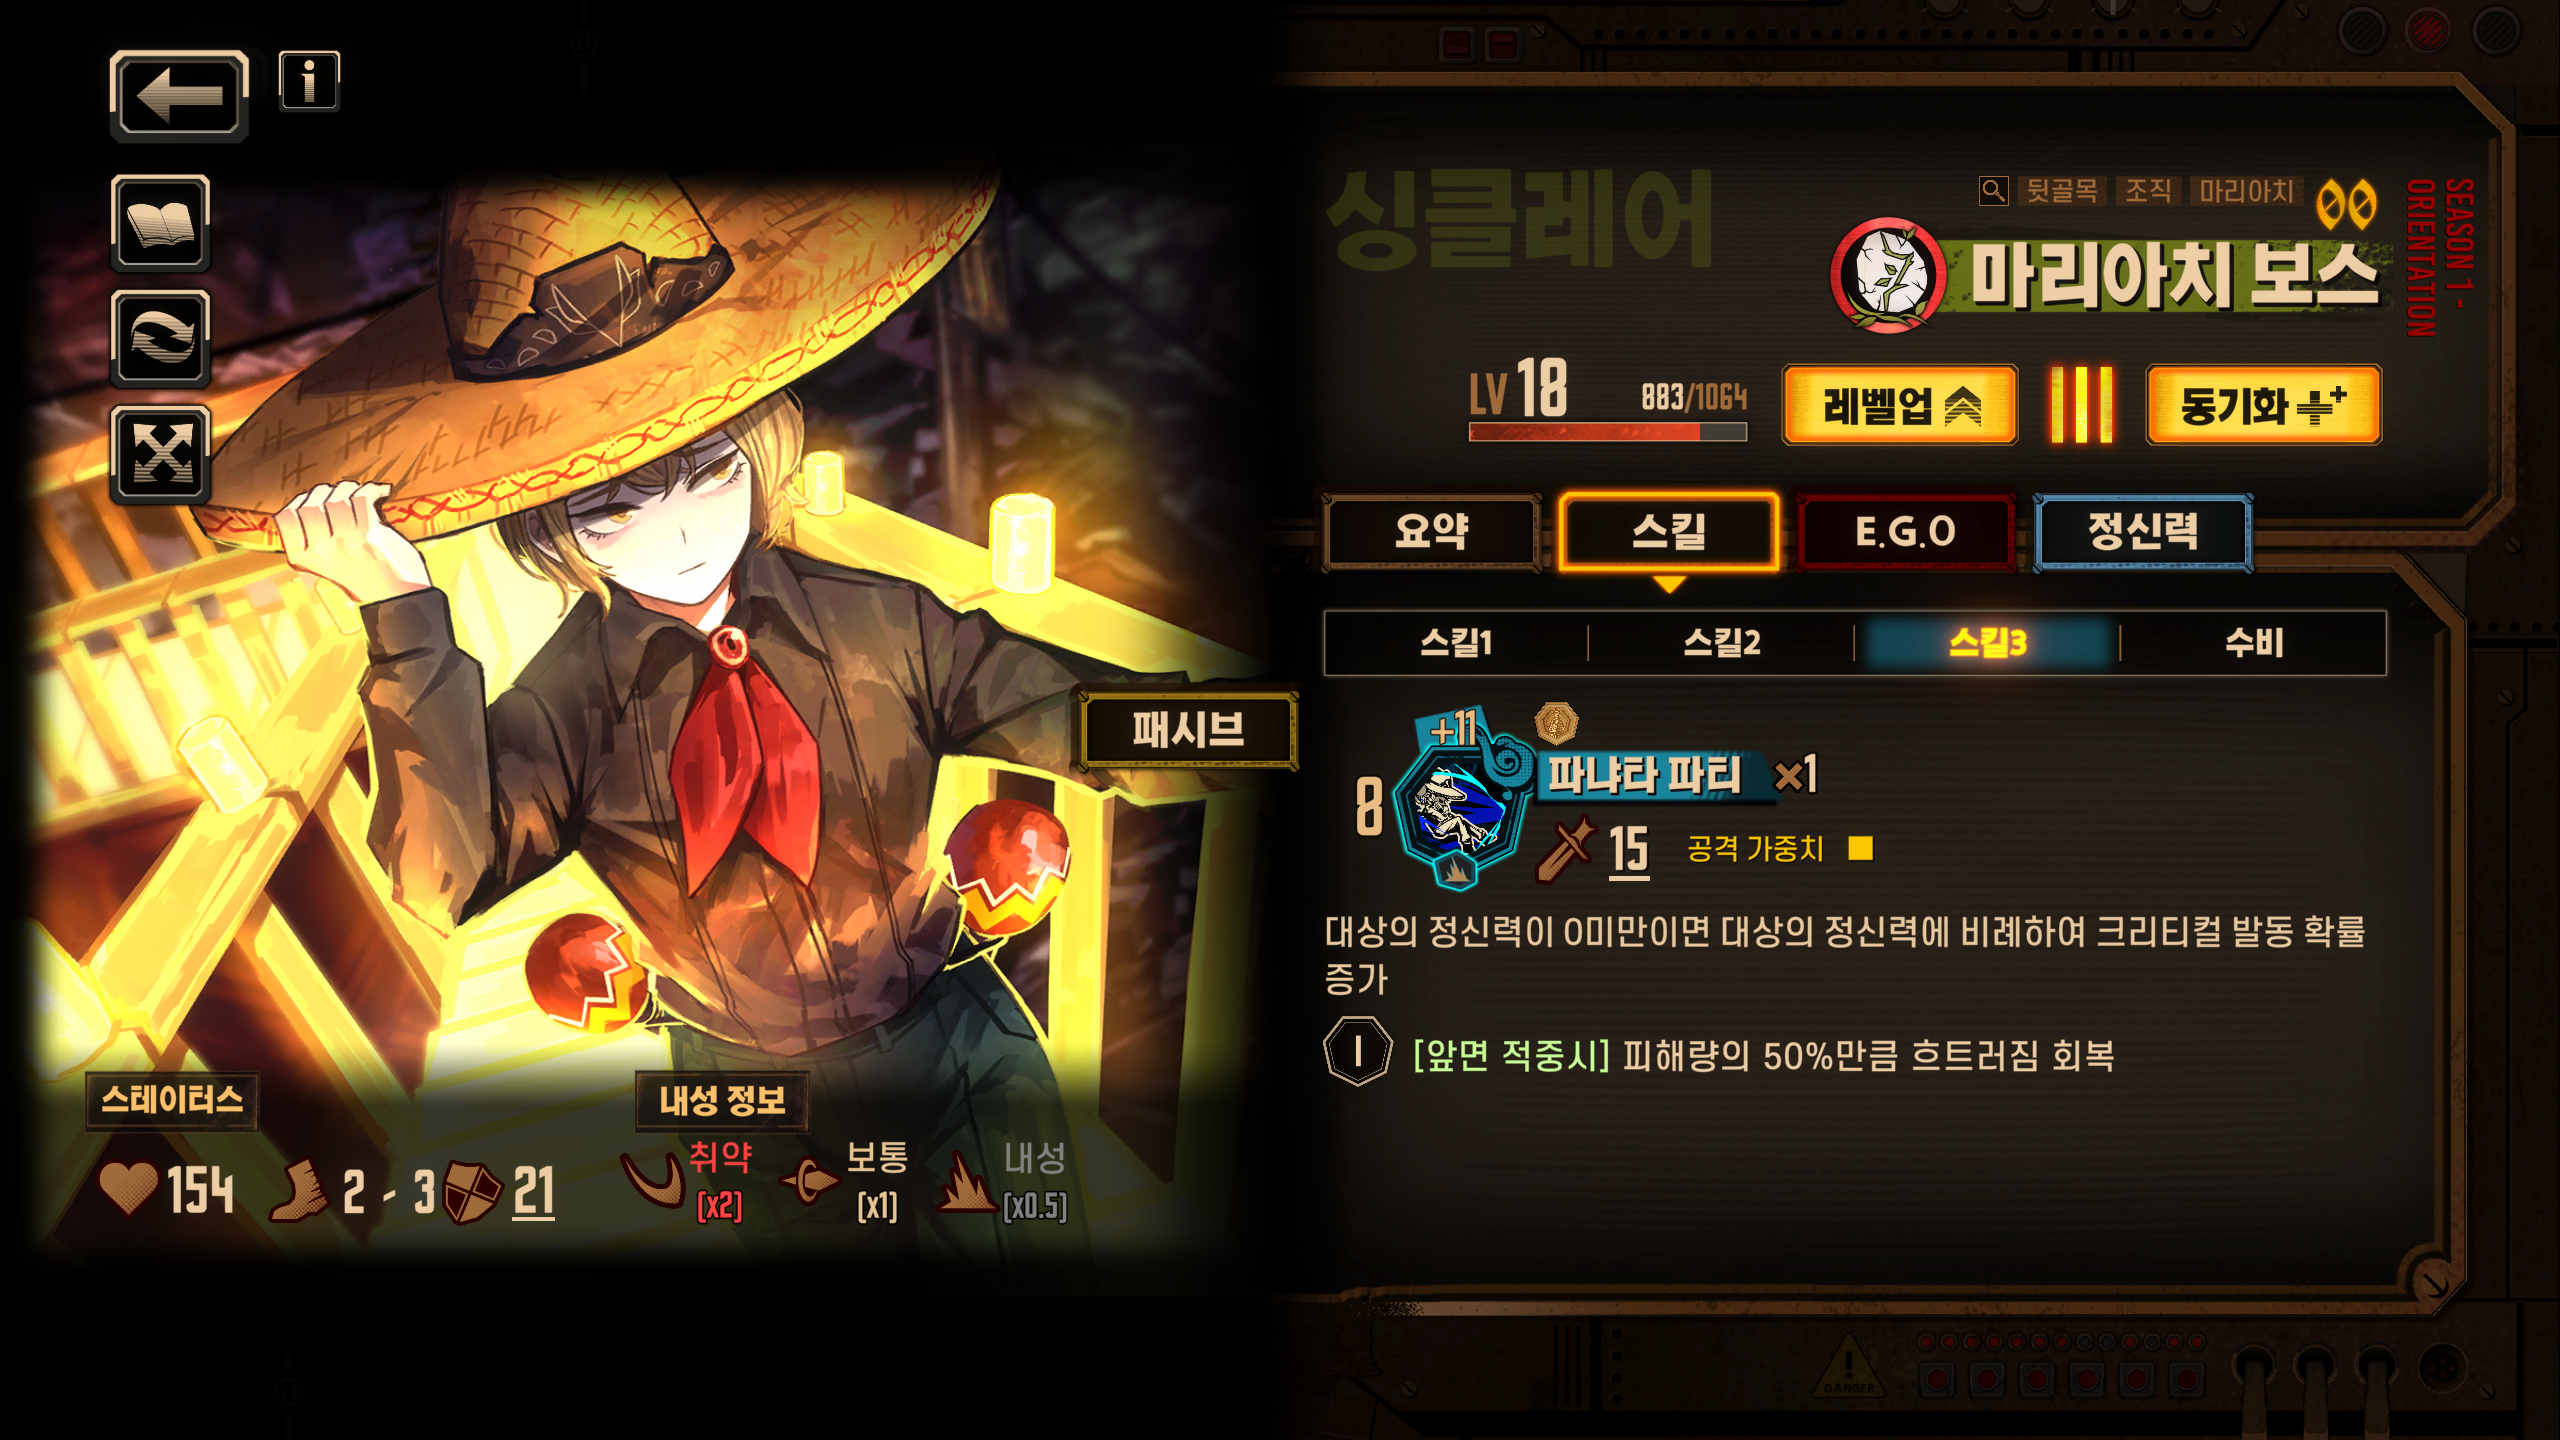 싱클레어
뒷골목 조직 마리아치
마리아치 보스
SEASON 1 -
ORIENTATION
LV 18
883/1064
레벨업
동기화
요약
스킬
E.G.O
정신력
스킬1
스킬2
스킬3
수비
패시브
+11
8
파냐타 파티 ×1
15
공격 가중치
대상의 정신력이 0미만이면 대상의 정신력에 비례하여 크리티컬 발동 확률
증가
I [앞면 적중시] 피해량의 50%만큼 흐트러짐 회복
스테이터스
154
2 - 3
21
내성 정보
취약
[x2]
보통
[x1]
내성
[x0.5]
DANGER